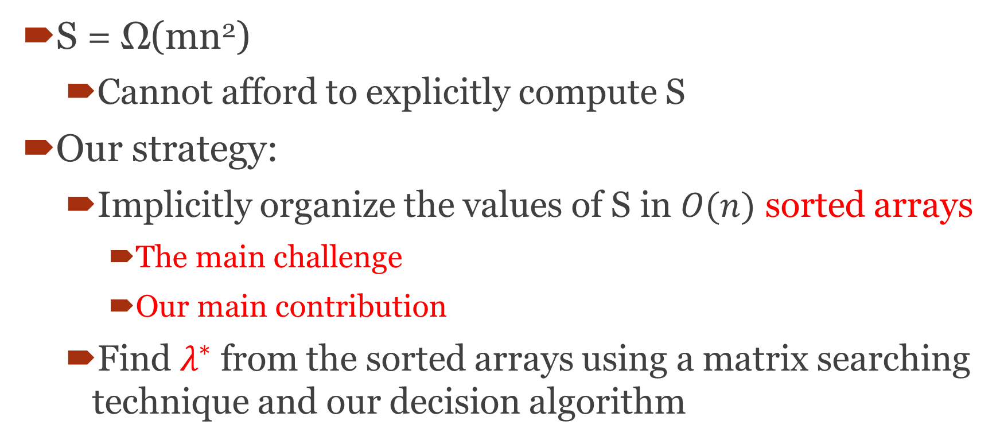 S = Ω(mn²)
Cannot afford to explicitly compute S
Our strategy:
Implicitly organize the values of S in O(n) sorted arrays
The main challenge
Our main contribution
Find λ* from the sorted arrays using a matrix searching
technique and our decision algorithm